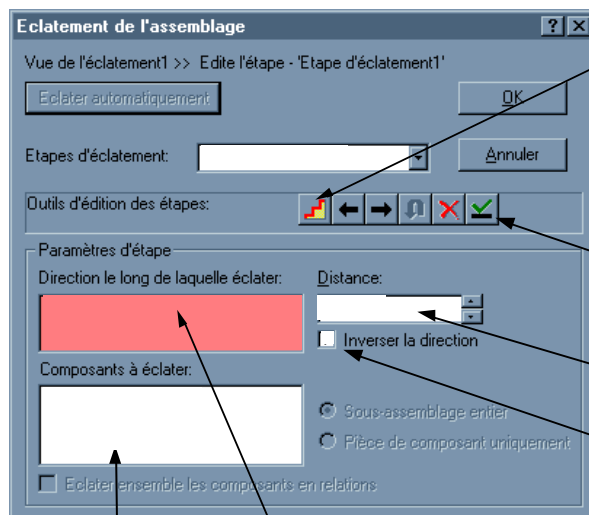 Eclatement de l'assemblage
Vue de l'éclatement1 >> Edite l'étape - 'Etape d'éclatement1'
Eclater automatiquement
OK
Etapes d'éclatement:
Annuler
Outils d'édition des étapes:
Paramètres d'étape
Direction le long de laquelle éclater:
Distance:
Inverser la direction
Composants à éclater:
Sous-assemblage entier
Pièce de composant uniquement
Eclater ensemble les composants en relations